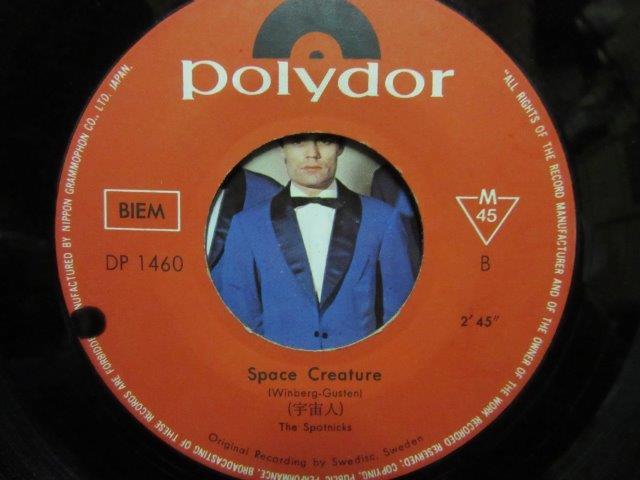 polydor
BIEM
DP 1460
M
45
B
2'45"
Space Creature
(Winberg-Gusten)
(宇宙人)
The Spotnicks
Original Recording by Swedisc, Sweden
MANUFACTURED BY NIPPON GRAMMOPHON CO., LTD. JAPAN.
"ALL RIGHTS OF THE RECORD MANUFACTURER AND OF THE OWNER OF THE WORK RECORDED RESERVED: COPYING, PUBLIC PERFORMANCE, BROADCASTING OF THESE RECORDS ARE FORBIDDEN